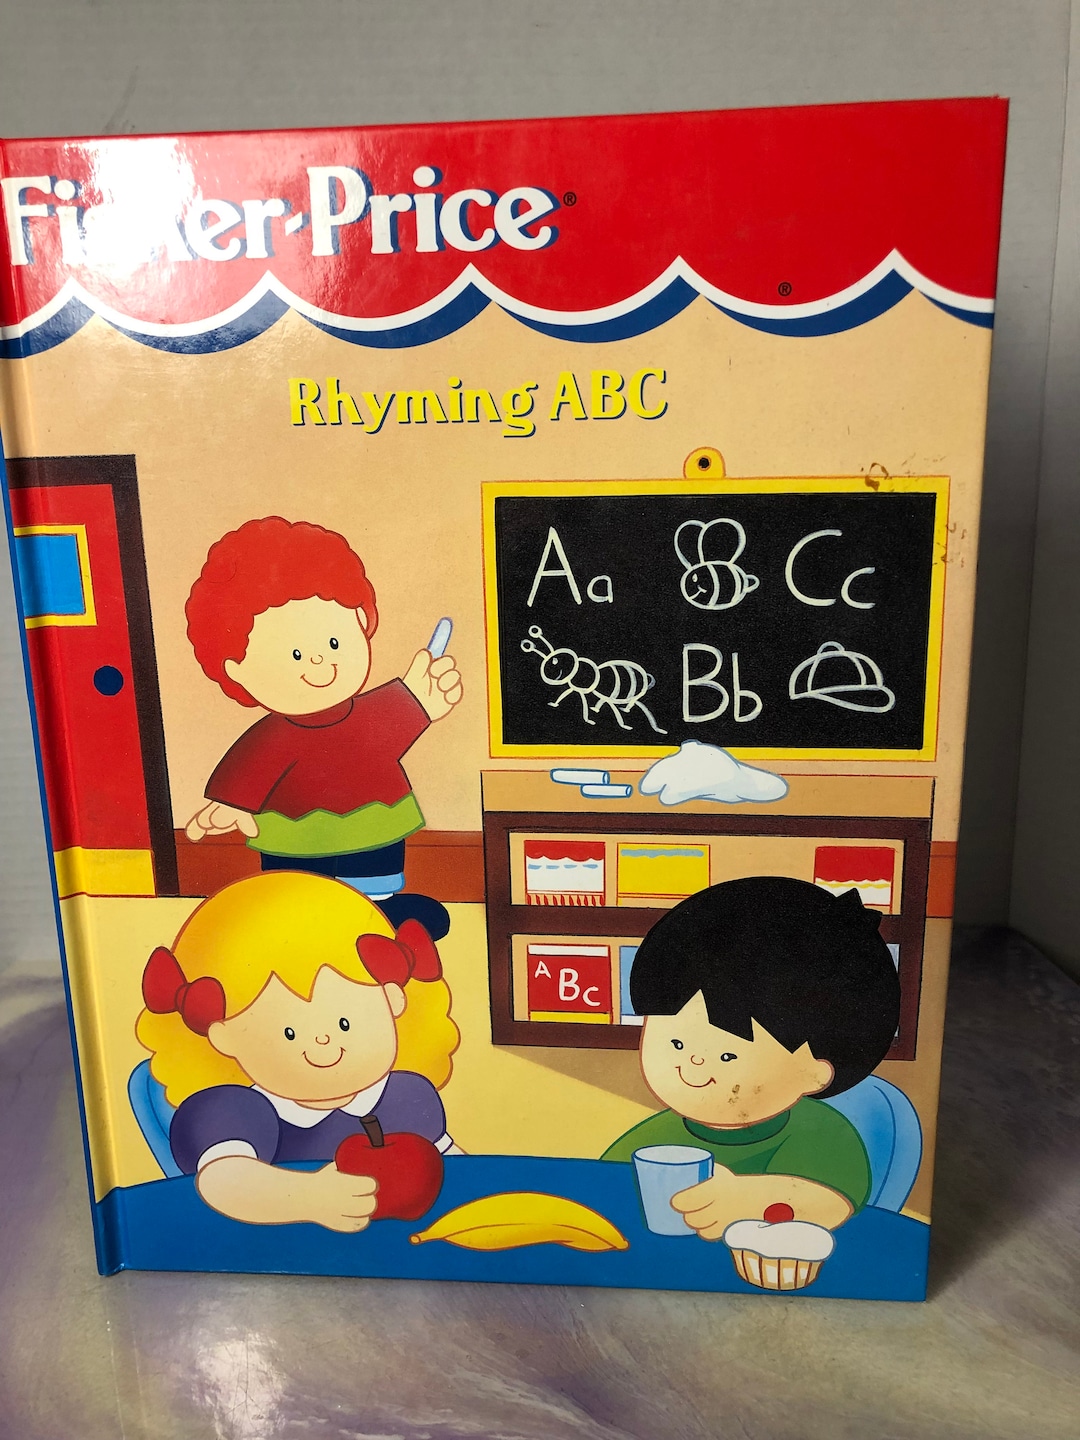 Fisher-Price®
®
Rhyming ABC
Aa Cc
Bb
ABC